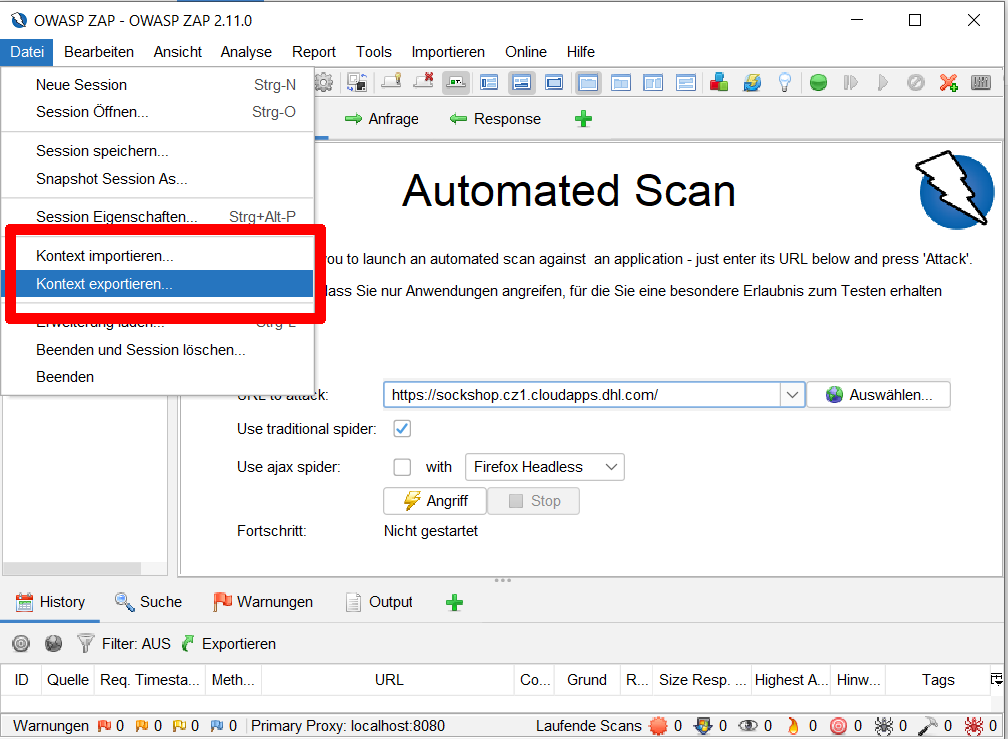 OWASP ZAP - OWASP ZAP 2.11.0
Datei Bearbeiten Ansicht Analyse Report Tools Importieren Online Hilfe
Neue Session Strg-N
Session Öffnen... Strg-O
Session speichern...
Snapshot Session As...
Session Eigenschaften... Strg+Alt-P
Kontext importieren...
Kontext exportieren...
Erweiterung laden... Strg-L
Beenden und Session löschen...
Beenden
Anfrage Response
Automated Scan
you to launch an automated scan against an application - just enter its URL below and press 'Attack'.
dass Sie nur Anwendungen angreifen, für die Sie eine besondere Erlaubnis zum Testen erhalten
URL to attack: https://sockshop.cz1.cloudapps.dhl.com/ Auswählen...
Use traditional spider:
Use ajax spider: with Firefox Headless
Angriff Stop
Fortschritt: Nicht gestartet
History Suche Warnungen Output
Filter: AUS Exportieren
ID Quelle Req. Timesta... Meth... URL Co... Grund R... Size Resp. ... Highest A... Hinw... Tags
Warnungen 0 0 0 0 Primary Proxy: localhost:8080 Laufende Scans 0 0 0 0 0 0 0 0